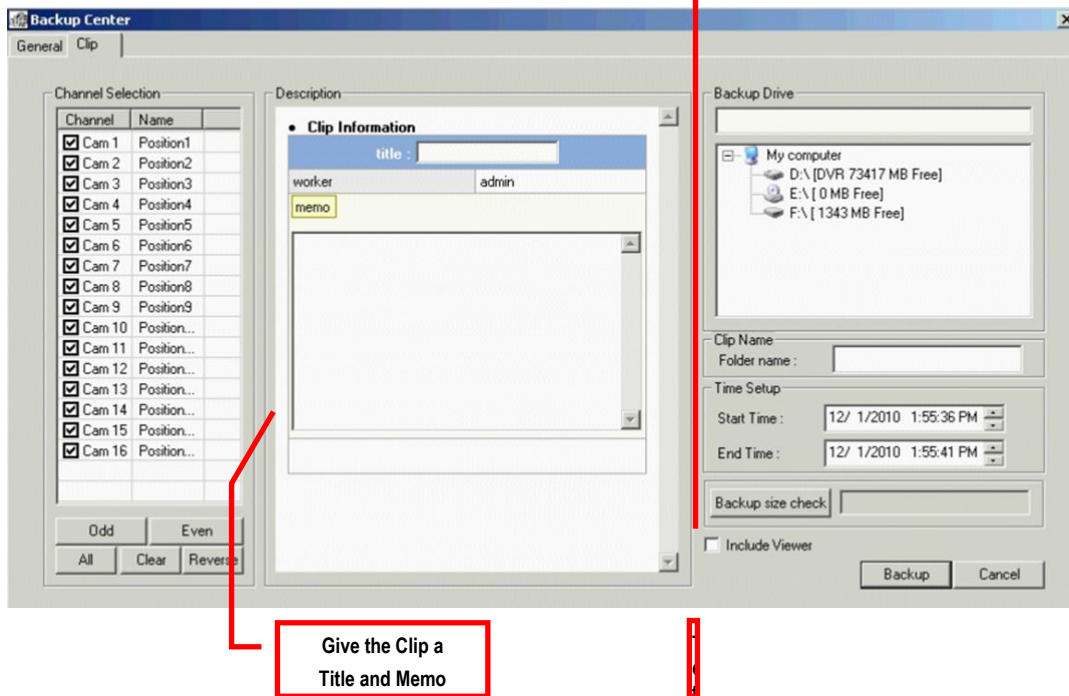 Backup Center
General Clip
Channel Selection
Channel Name
Cam 1 Position1
Cam 2 Position2
Cam 3 Position3
Cam 4 Position4
Cam 5 Position5
Cam 6 Position6
Cam 7 Position7
Cam 8 Position8
Cam 9 Position9
Cam 10 Position...
Cam 11 Position...
Cam 12 Position...
Cam 13 Position...
Cam 14 Position...
Cam 15 Position...
Cam 16 Position...
Odd Even
All Clear Reverse
Description
• Clip Information
title :
worker admin
memo
Backup Drive
My computer
D:\ [DVR 73417 MB Free]
E:\ [ 0 MB Free]
F:\ [ 1343 MB Free]
Clip Name
Folder name :
Time Setup
Start Time : 12/ 1/2010 1:55:36 PM
End Time : 12/ 1/2010 1:55:41 PM
Backup size check
Include Viewer
Backup Cancel
Give the Clip a
Title and Memo